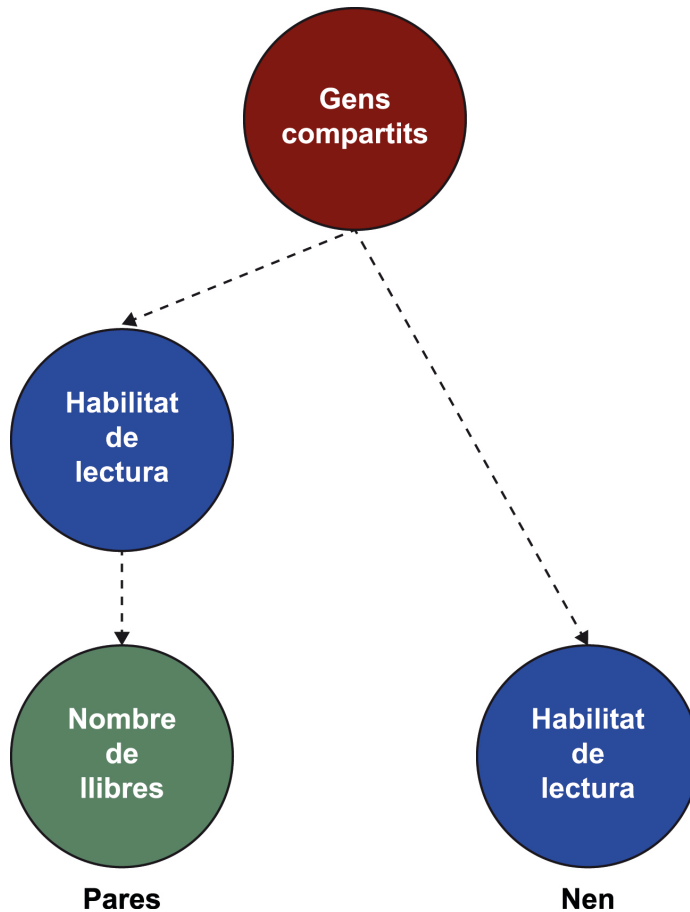 Gens
compartits
Habilitat
de
lectura
Nombre
de
llibres
Habilitat
de
lectura
Pares
Nen